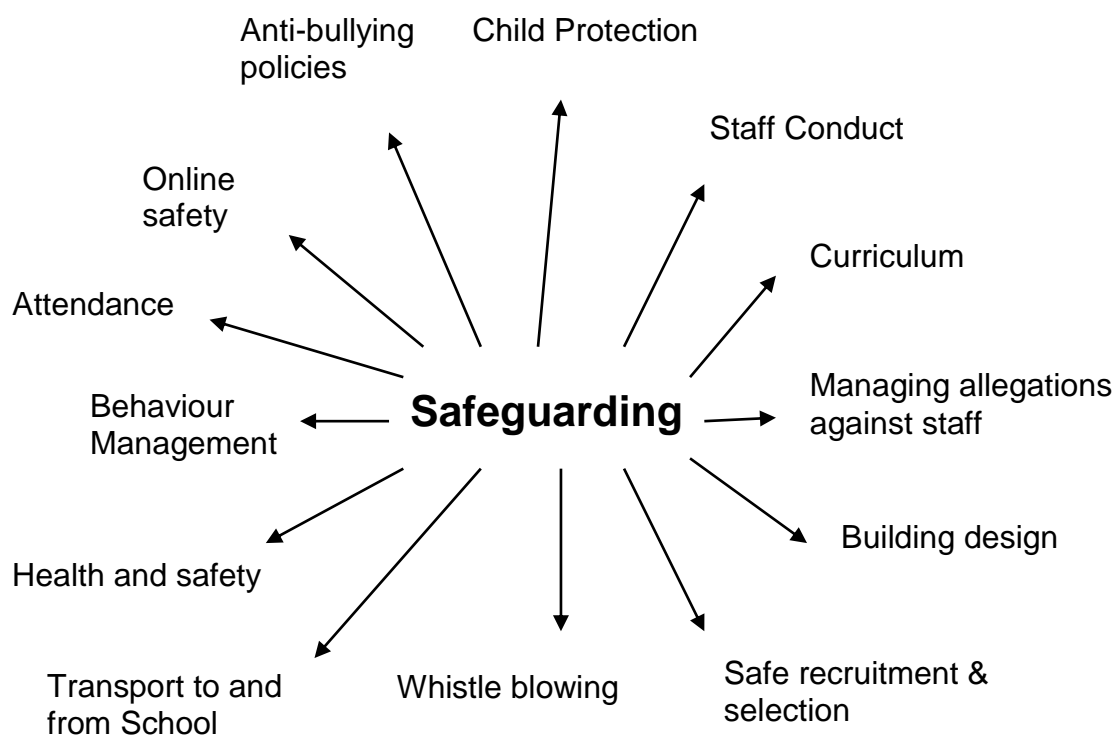 Anti-bullying
policies
Child Protection
Staff Conduct
Online
safety
Curriculum
Attendance
Managing allegations
against staff
Behaviour
Management
Safeguarding
Building design
Health and safety
Safe recruitment &
selection
Transport to and
from School
Whistle blowing